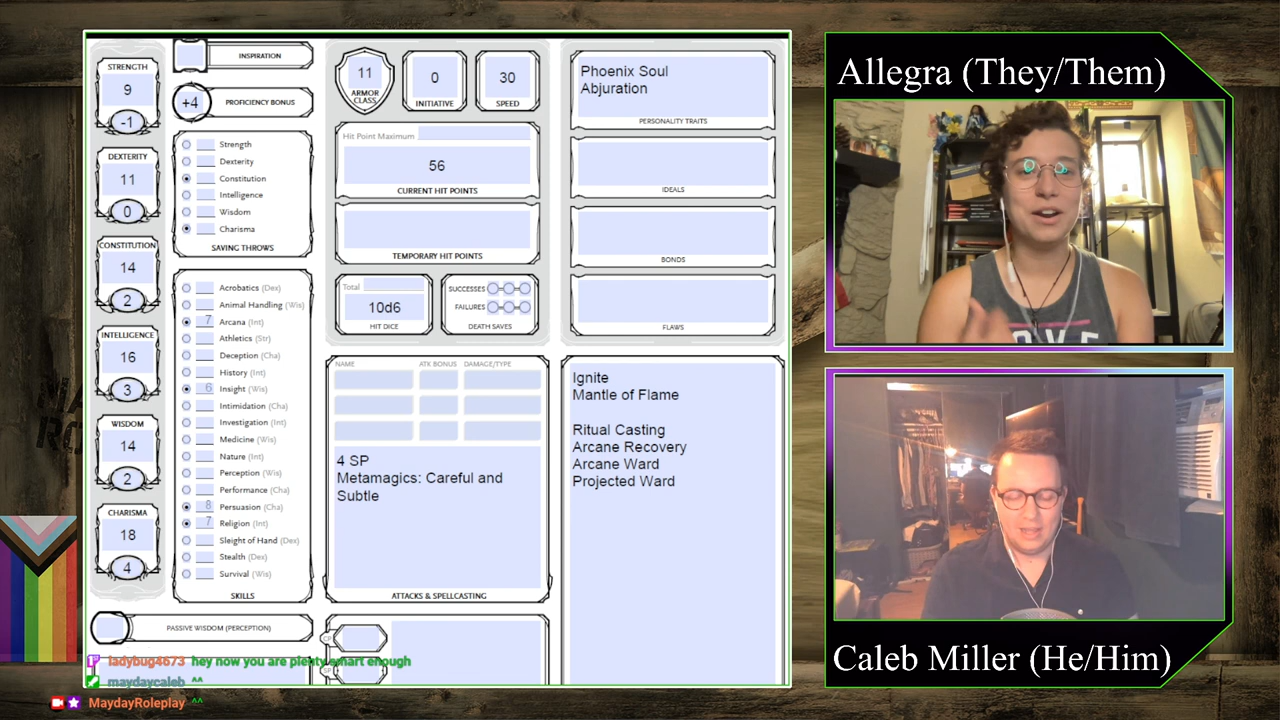 STRENGTH
9
-1
DEXTERITY
11
0
CONSTITUTION
14
2
INTELLIGENCE
16
3
WISDOM
14
2
CHARISMA
18
4
INSPIRATION
+4
PROFICIENCY BONUS
Strength
Dexterity
Constitution
Intelligence
Wisdom
Charisma
SAVING THROWS
Acrobatics (Dex)
Animal Handling (Wis)
7 Arcana (Int)
Athletics (Str)
Deception (Cha)
History (Int)
6 Insight (Wis)
Intimidation (Cha)
Investigation (Int)
Medicine (Wis)
Nature (Int)
Perception (Wis)
Performance (Cha)
8 Persuasion (Cha)
7 Religion (Int)
Sleight of Hand (Dex)
Stealth (Dex)
Survival (Wis)
SKILLS
PASSIVE WISDOM (PERCEPTION)
11
ARMOR
CLASS
0
INITIATIVE
30
SPEED
Hit Point Maximum
56
CURRENT HIT POINTS
TEMPORARY HIT POINTS
Total
10d6
HIT DICE
SUCCESSES
FAILURES
DEATH SAVES
NAME ATK BONUS DAMAGE/TYPE
4 SP
Metamagics: Careful and
Subtle
ATTACKS & SPELLCASTING
CP
SP
Phoenix Soul
Abjuration
PERSONALITY TRAITS
IDEALS
BONDS
FLAWS
Ignite
Mantle of Flame
Ritual Casting
Arcane Recovery
Arcane Ward
Projected Ward
Allegra (They/Them)
Caleb Miller (He/Him)
ladybug4673 hey now you are plenty smart enough
maydaycaleb ^^
MaydayRoleplay ^^